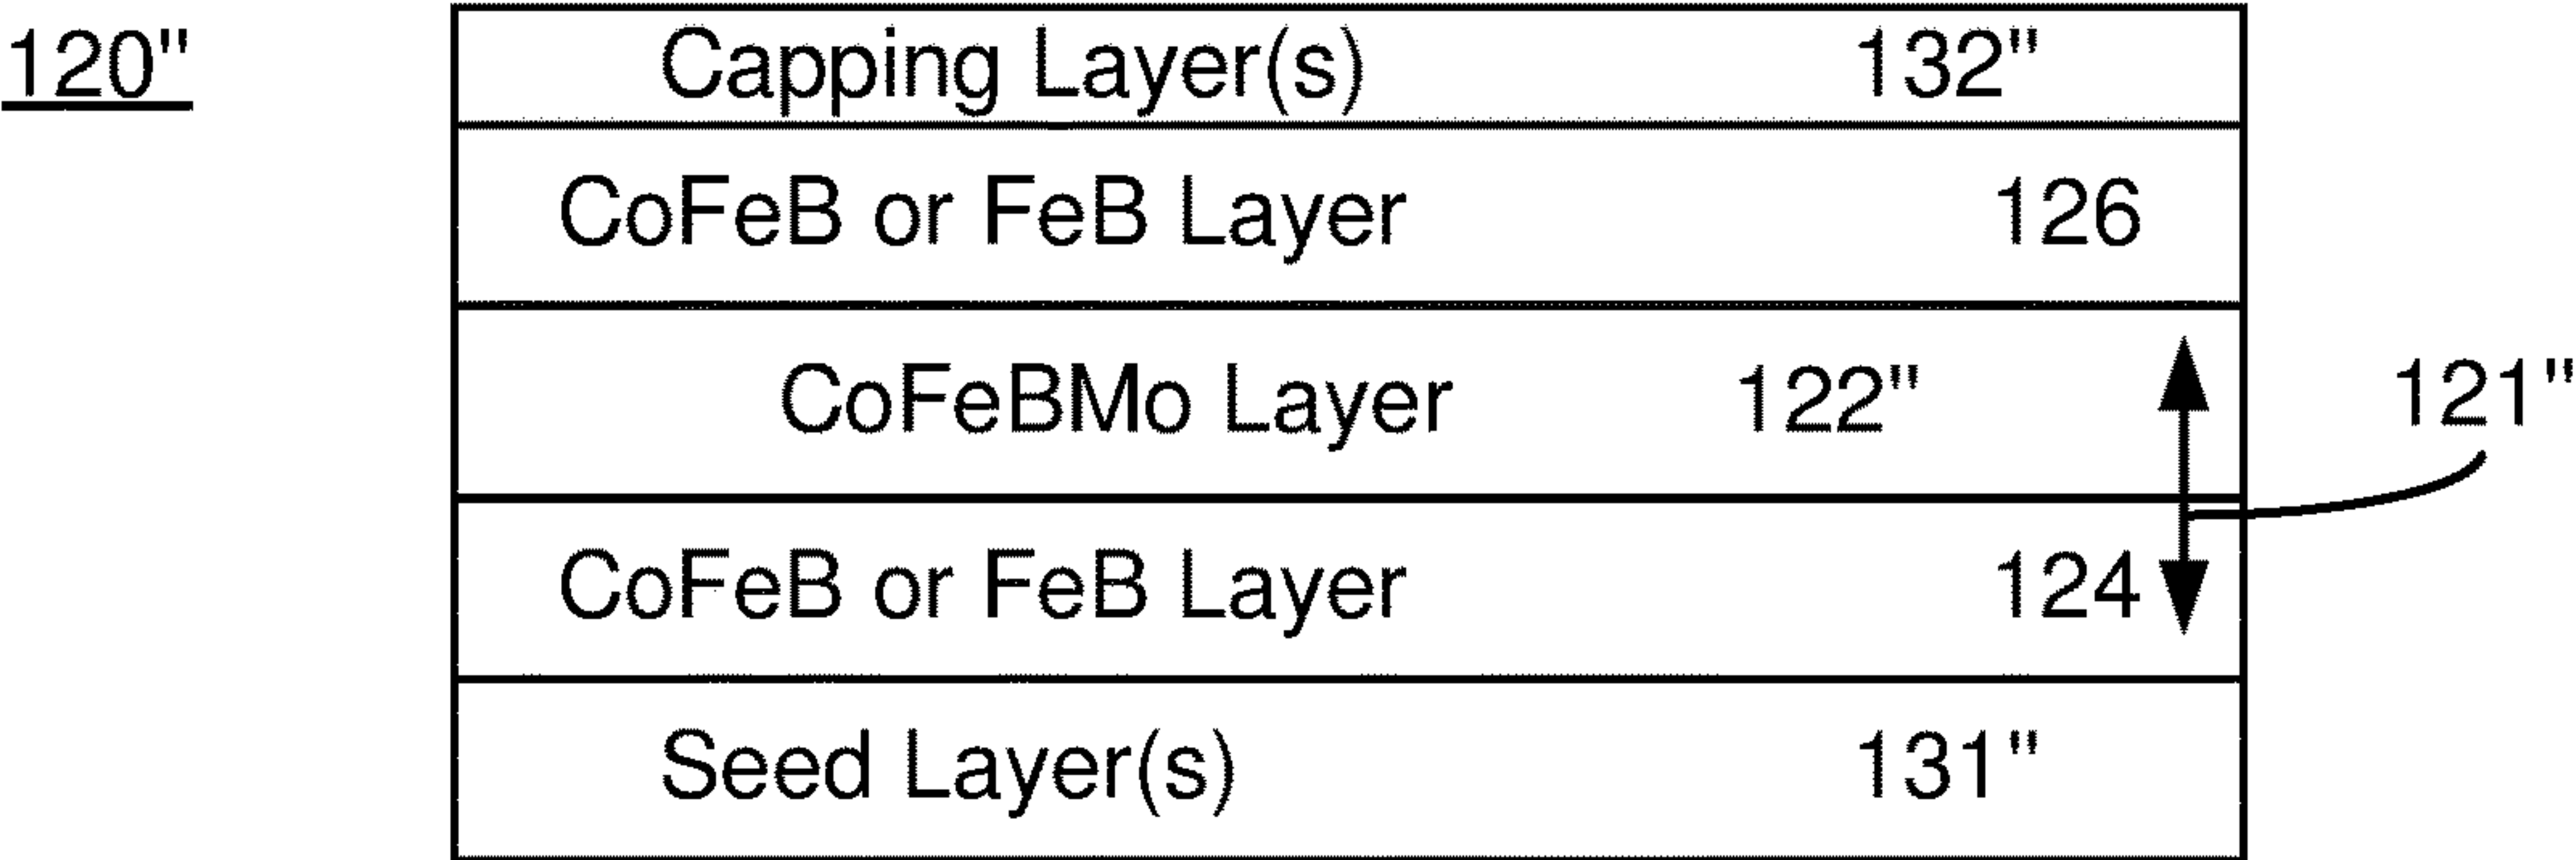 120"
Capping Layer(s) 132"
CoFeB or FeB Layer 126
CoFeBMo Layer 122"
121"
CoFeB or FeB Layer 124
Seed Layer(s) 131"